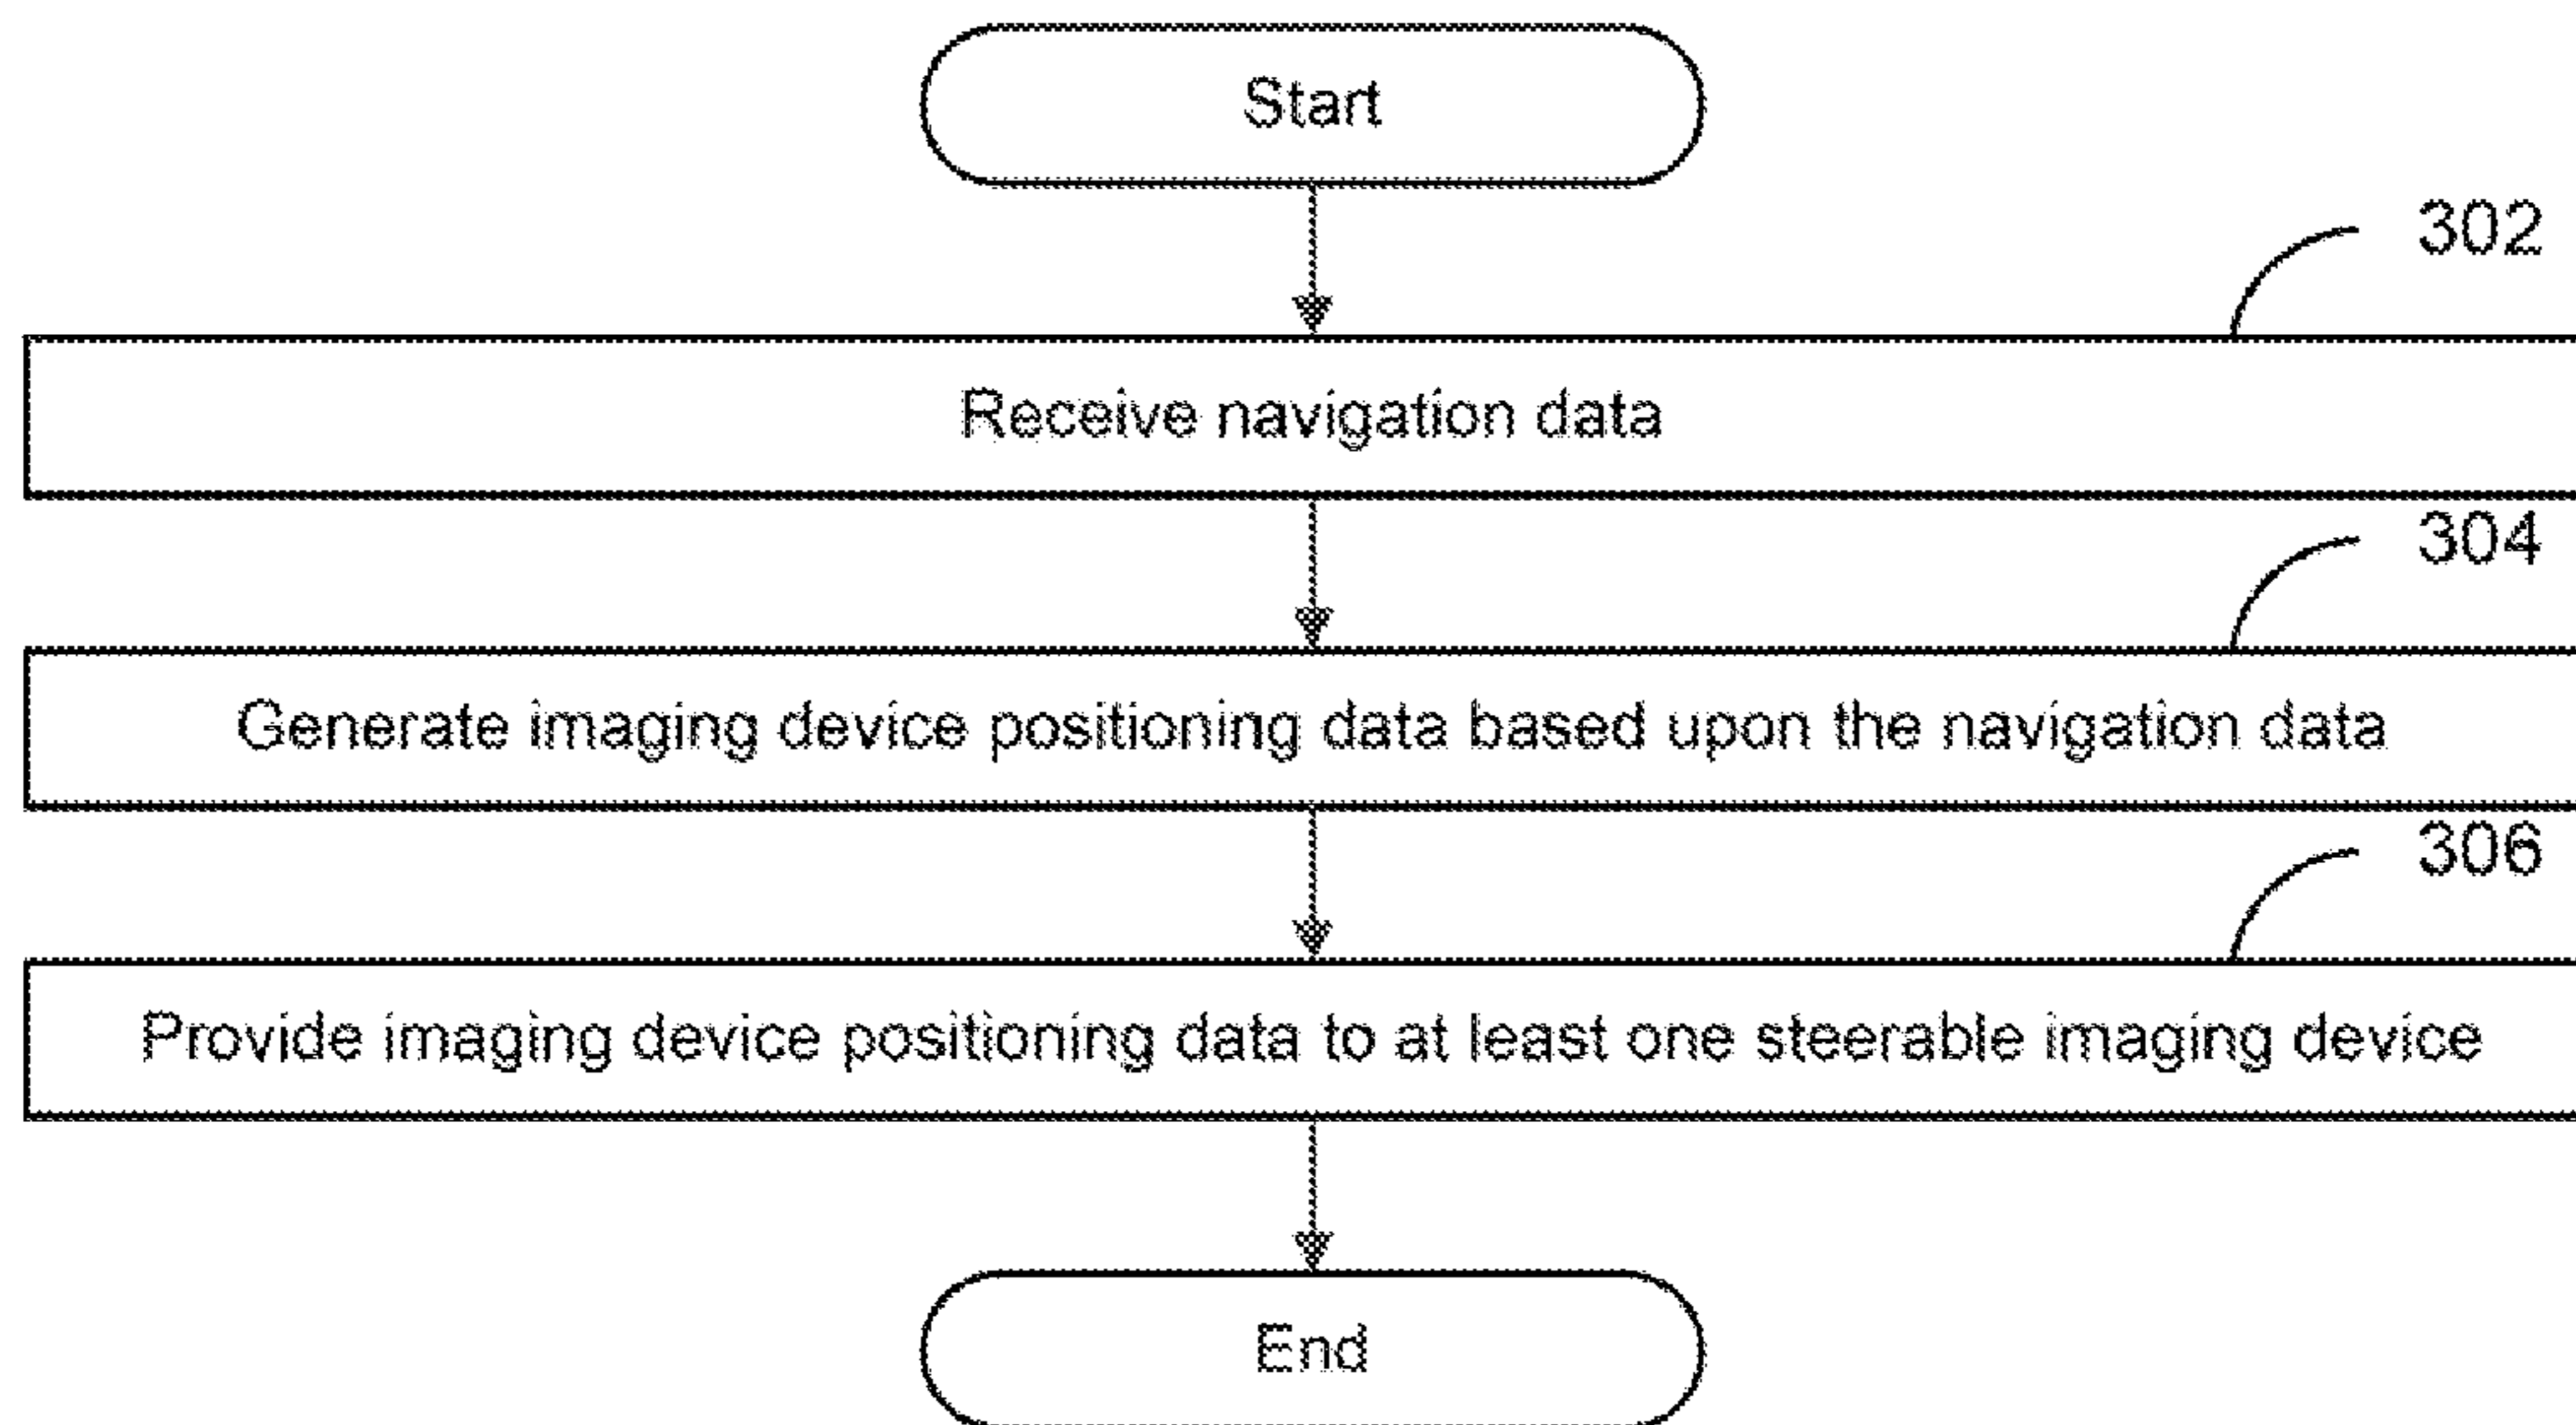 Start
302
Receive navigation data
304
Generate imaging device positioning data based upon the navigation data
306
Provide imaging device positioning data to at least one steerable imaging device
End